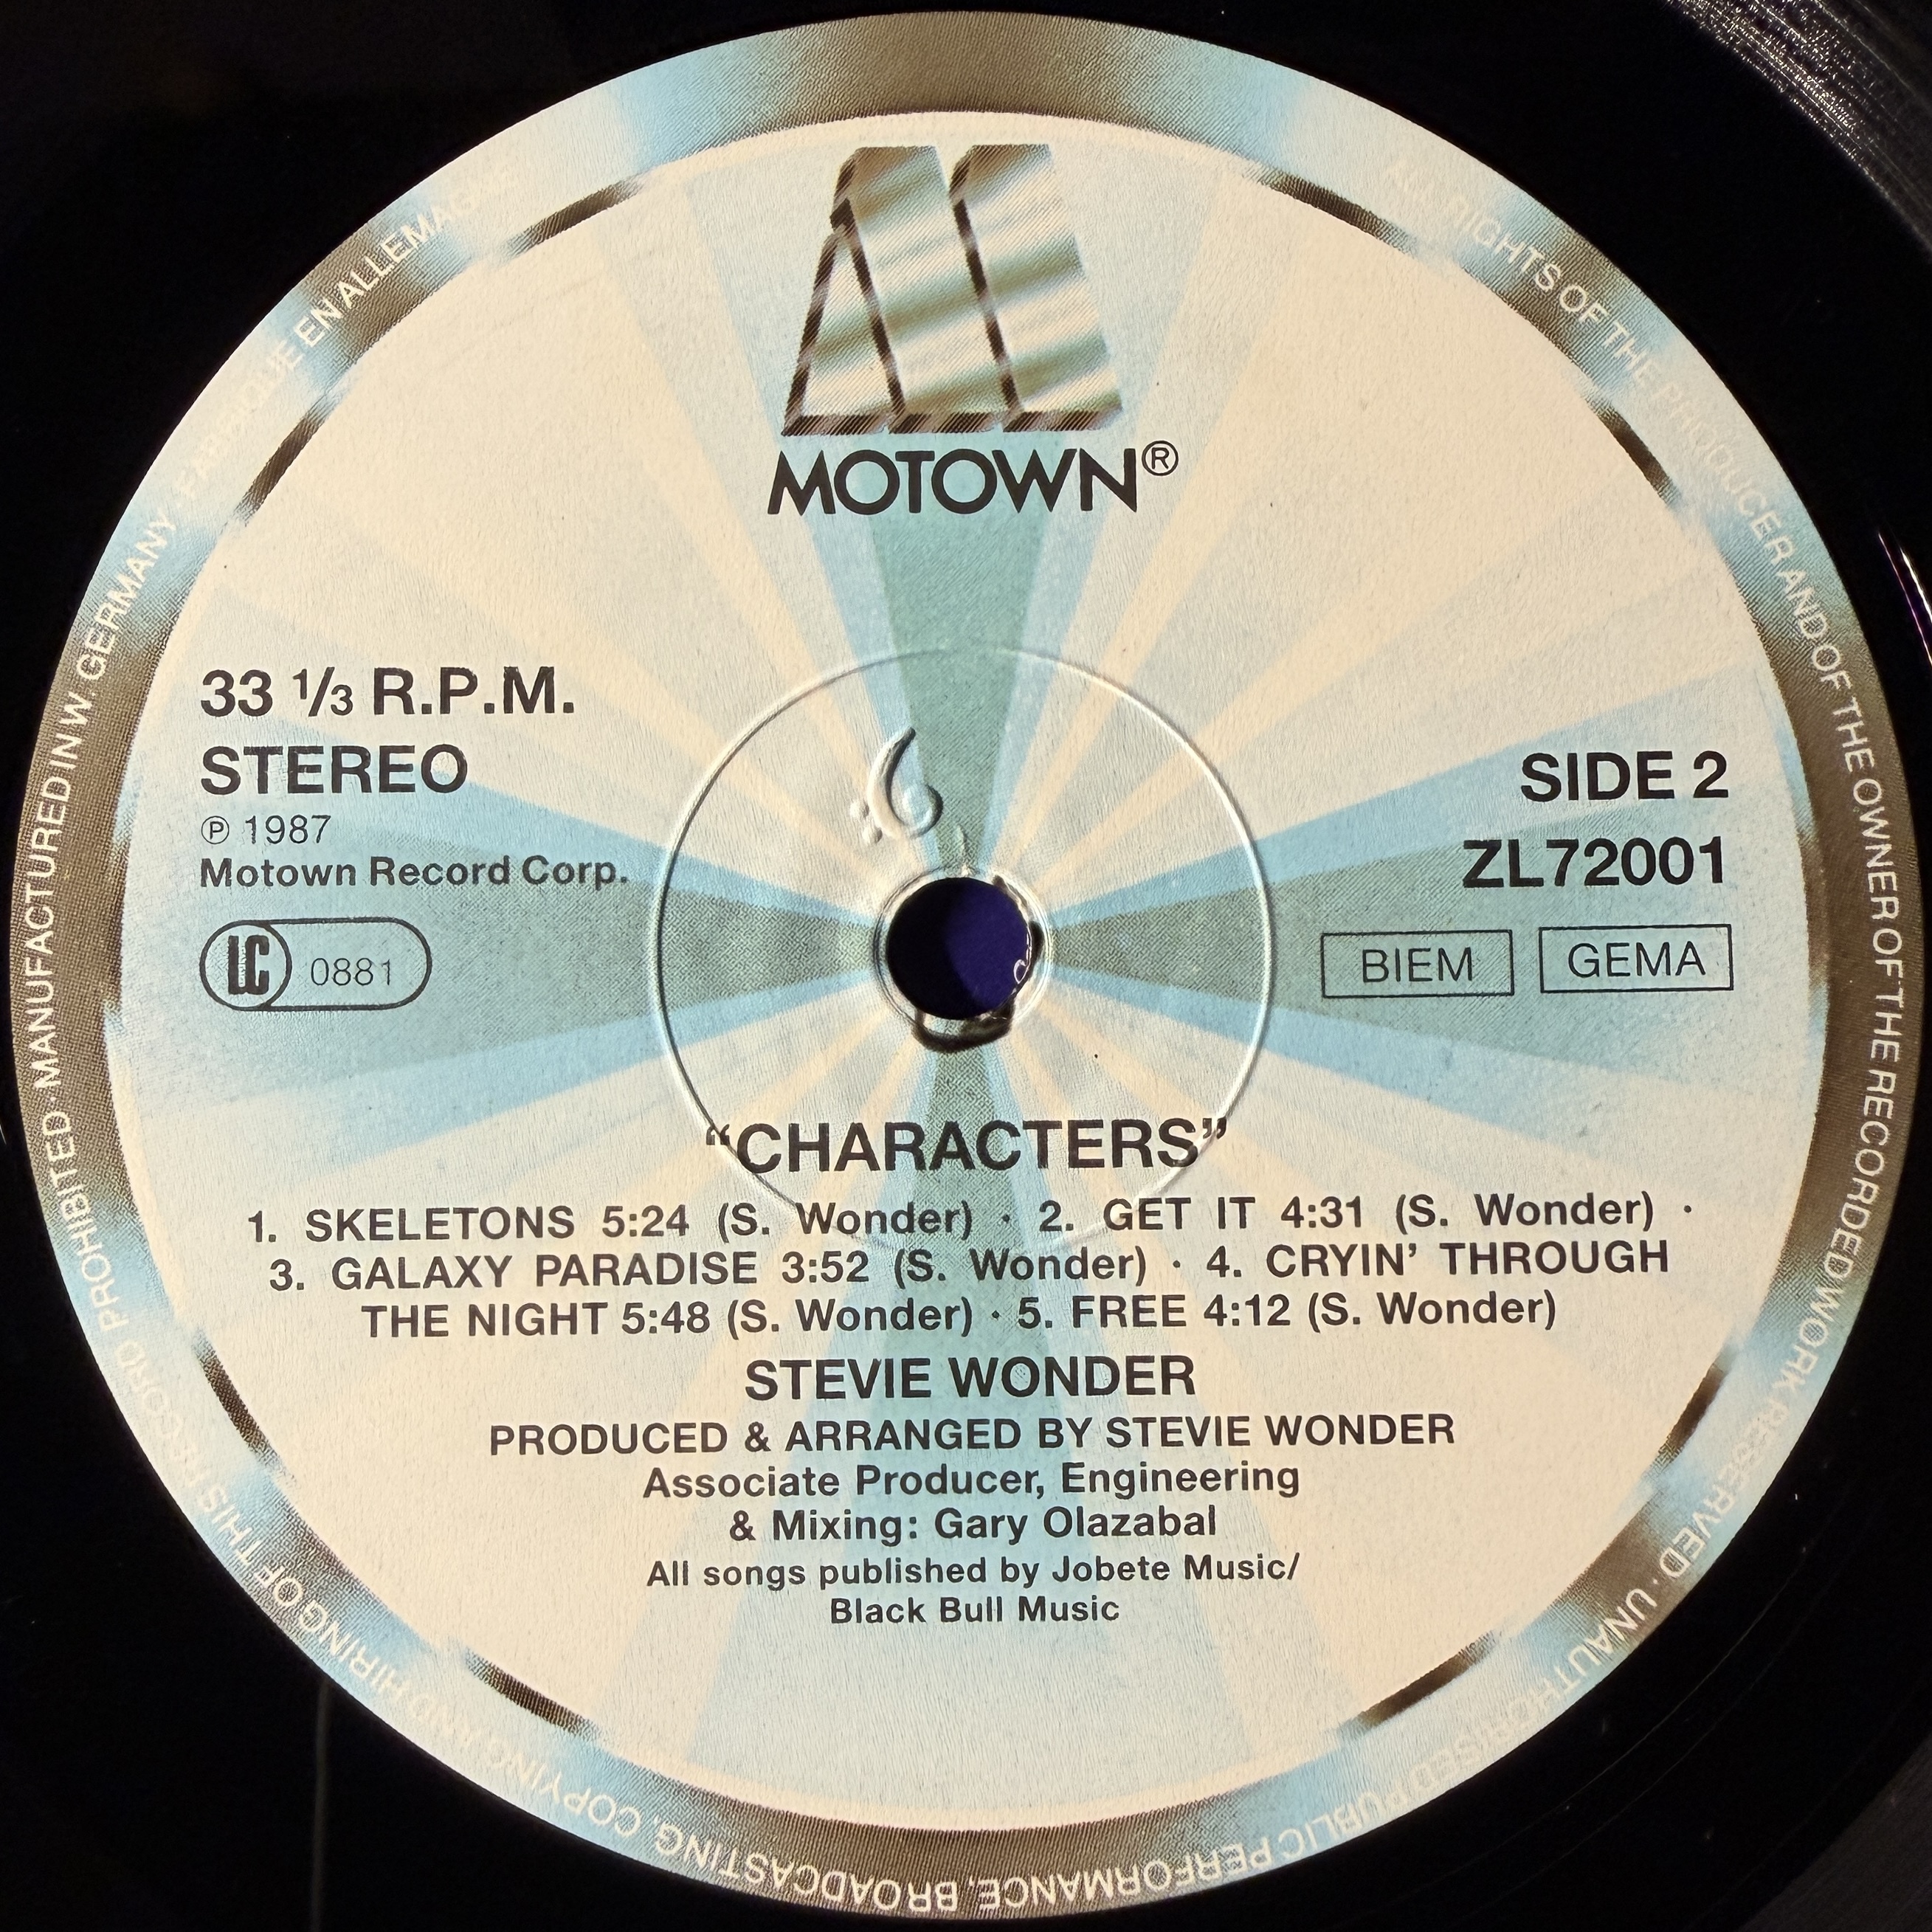 MOTOWN®
33 1/3 R.P.M.
STEREO
℗ 1987
Motown Record Corp.
LC 0881
SIDE 2
ZL72001
BIEM GEMA
“CHARACTERS”
1. SKELETONS 5:24 (S. Wonder) · 2. GET IT 4:31 (S. Wonder) ·
3. GALAXY PARADISE 3:52 (S. Wonder) · 4. CRYIN’ THROUGH
THE NIGHT 5:48 (S. Wonder) · 5. FREE 4:12 (S. Wonder)
STEVIE WONDER
PRODUCED & ARRANGED BY STEVIE WONDER
Associate Producer, Engineering
& Mixing: Gary Olazabal
All songs published by Jobete Music/
Black Bull Music
ALL RIGHTS OF THE PRODUCER AND OF THE OWNER OF THE RECORDED WORK RESERVED · UNAUTHORISED PUBLIC PERFORMANCE, BROADCASTING, COPYING AND HIRING OF THIS RECORD PROHIBITED · MANUFACTURED IN W. GERMANY FABRIQUE EN ALLEMAGNE